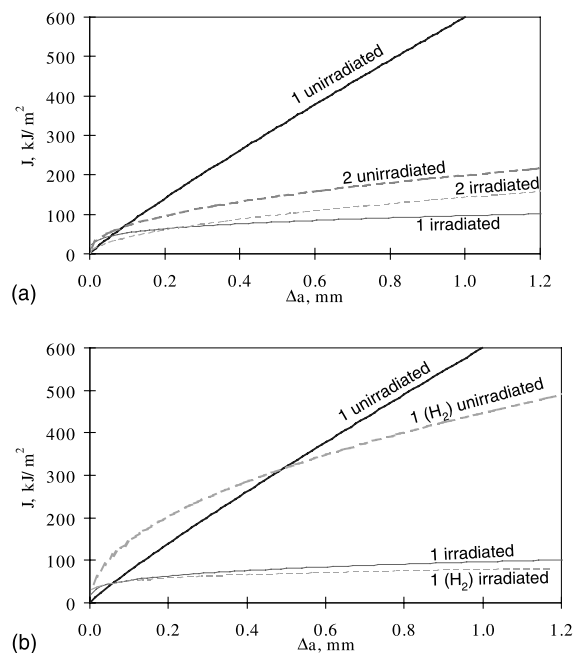 600
500
400
300
200
100
0
J, kJ/m²
1 unirradiated
2 unirradiated
2 irradiated
1 irradiated
0.0 0.2 0.4 0.6 0.8 1.0 1.2
Δa, mm
(a)
600
500
400
300
200
100
0
J, kJ/m²
1 unirradiated
1 (H₂) unirradiated
1 irradiated
1 (H₂) irradiated
0.0 0.2 0.4 0.6 0.8 1.0 1.2
Δa, mm
(b)